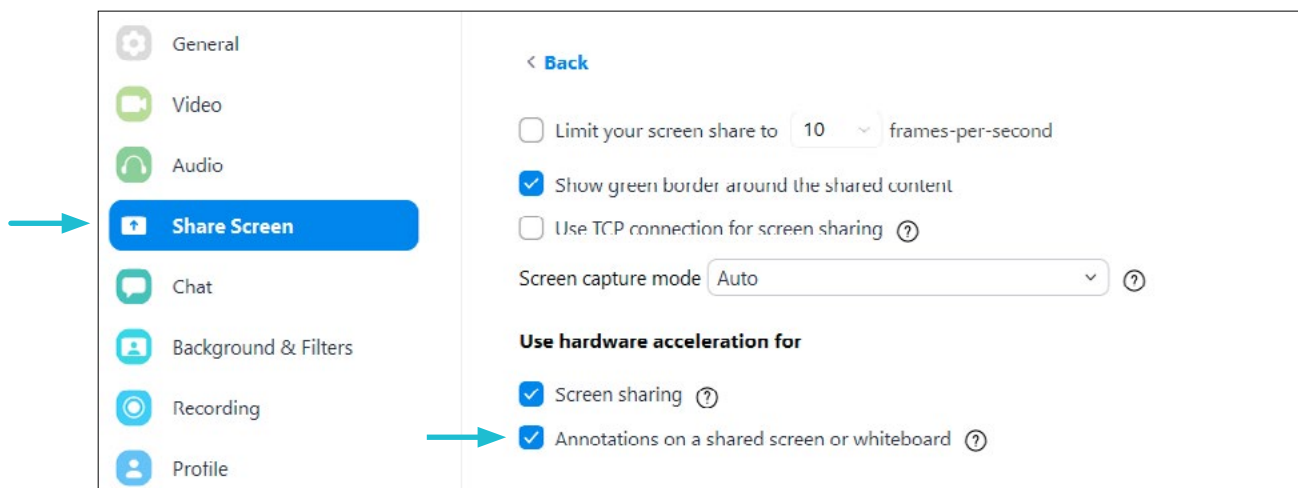 General
Video
Audio
Share Screen
Chat
Background & Filters
Recording
Profile
< Back
Limit your screen share to 10 frames-per-second
Show green border around the shared content
Use TCP connection for screen sharing ?
Screen capture mode Auto ?
Use hardware acceleration for
Screen sharing ?
Annotations on a shared screen or whiteboard ?